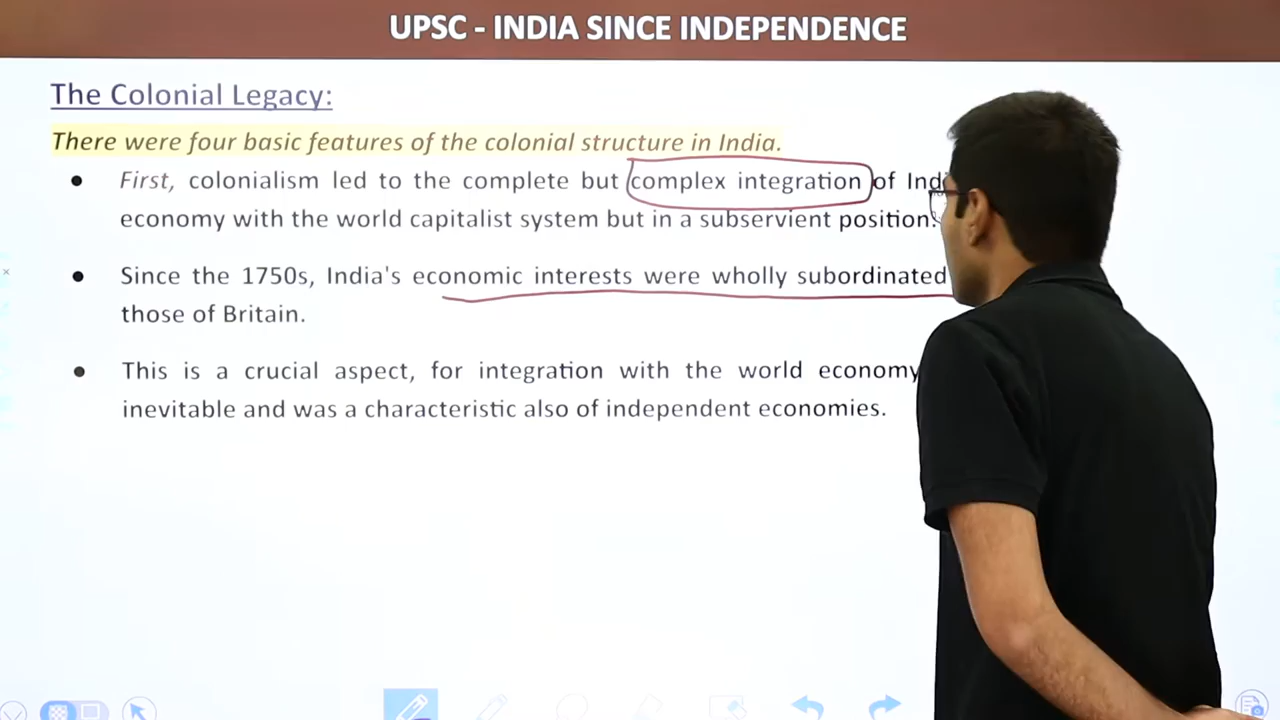 UPSC - INDIA SINCE INDEPENDENCE
The Colonial Legacy:
There were four basic features of the colonial structure in India.
● First, colonialism led to the complete but complex integration of
economy with the world capitalist system but in a subservient position.
● Since the 1750s, India's economic interests were wholly subordinated
those of Britain.
● This is a crucial aspect, for integration with the world economy
inevitable and was a characteristic also of independent economies.